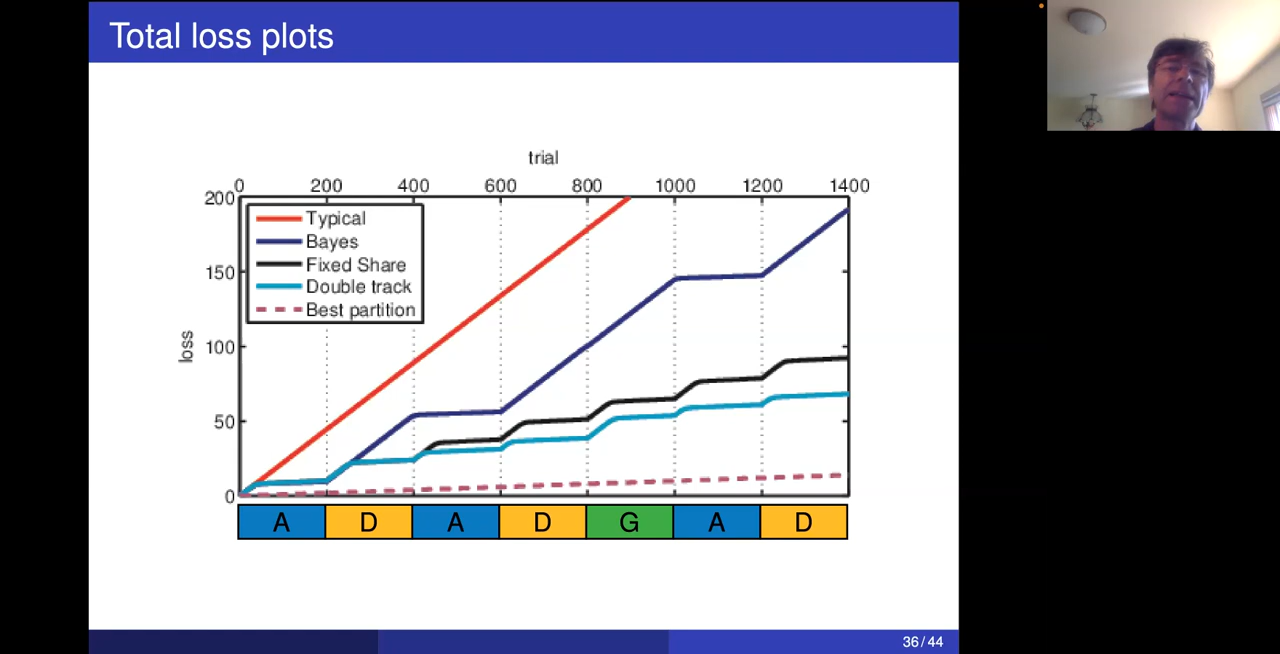 Total loss plots
trial
0 200 400 600 800 1000 1200 1400
200
150
100
50
0
loss
Typical
Bayes
Fixed Share
Double track
Best partition
A D A D G A D
36 / 44